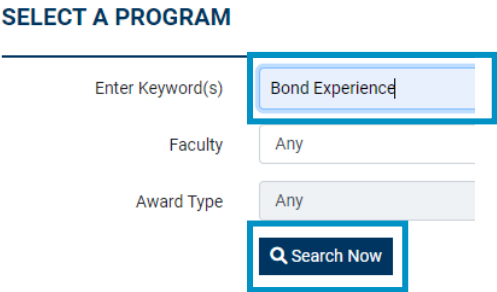 SELECT A PROGRAM
Enter Keyword(s) Bond Experience
Faculty Any
Award Type Any
Search Now